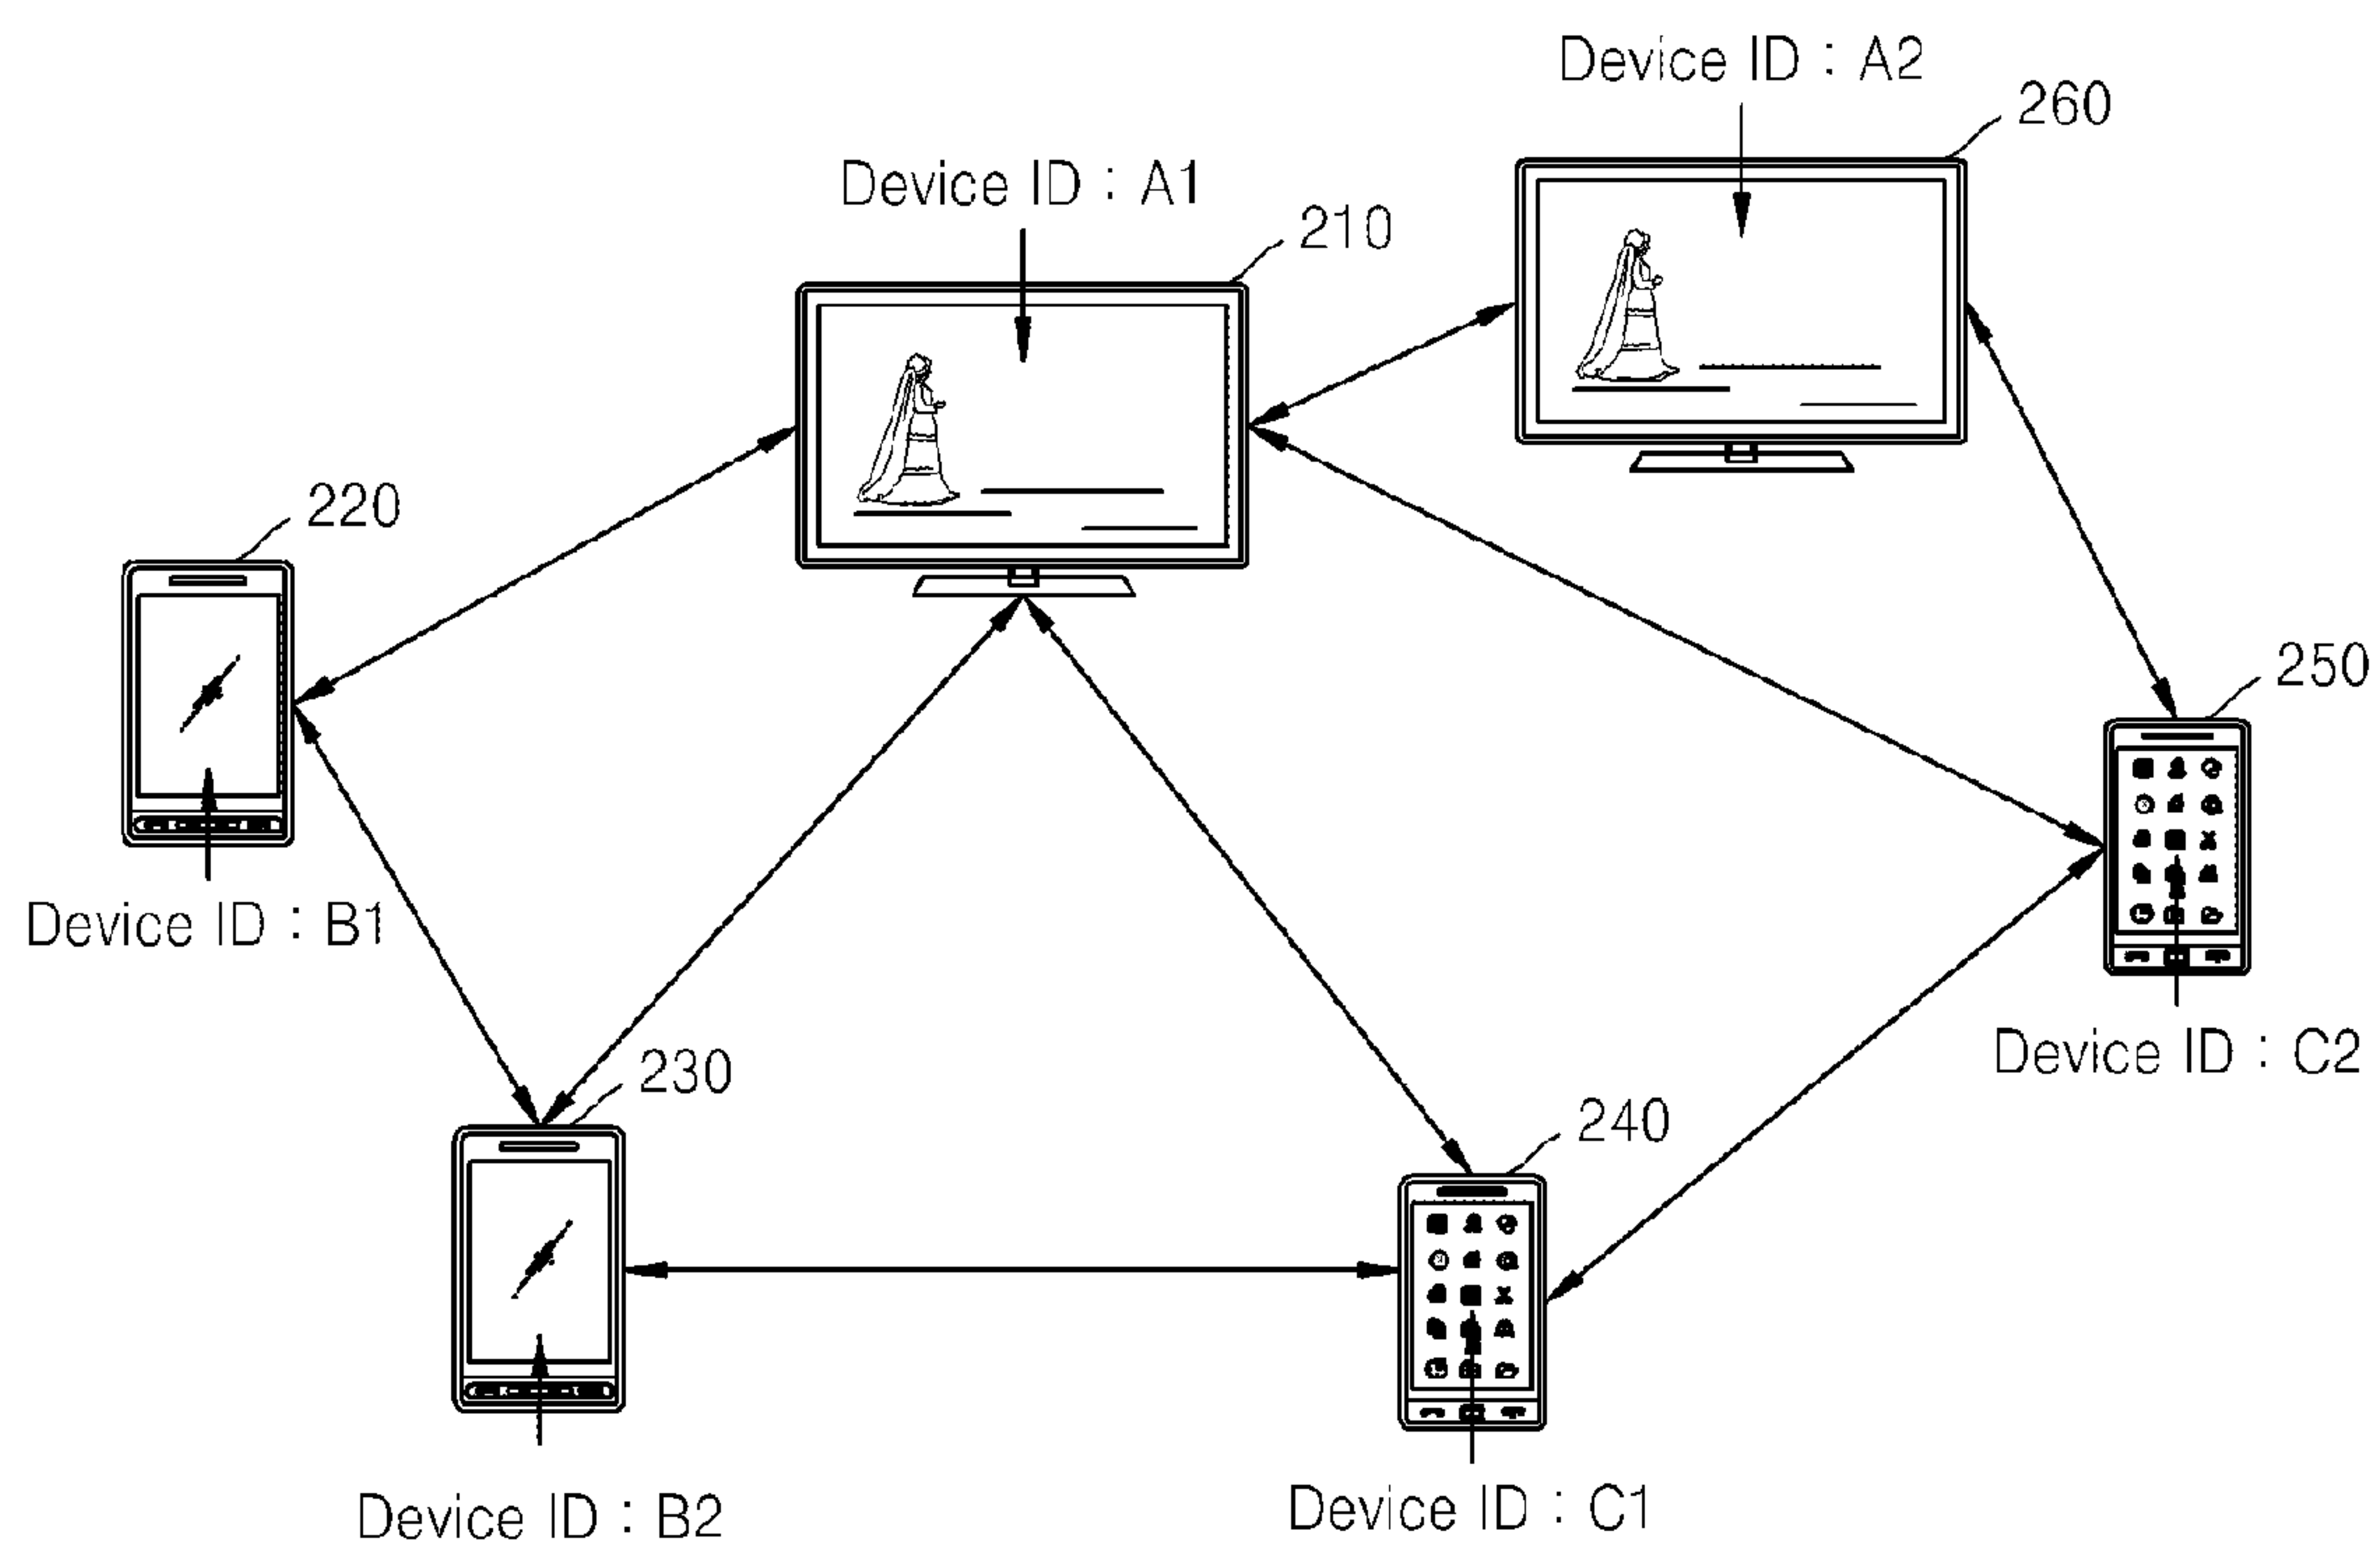 Device ID : A2
260
Device ID : A1
210
220
250
Device ID : B1
Device ID : C2
230
240
Device ID : B2
Device ID : C1